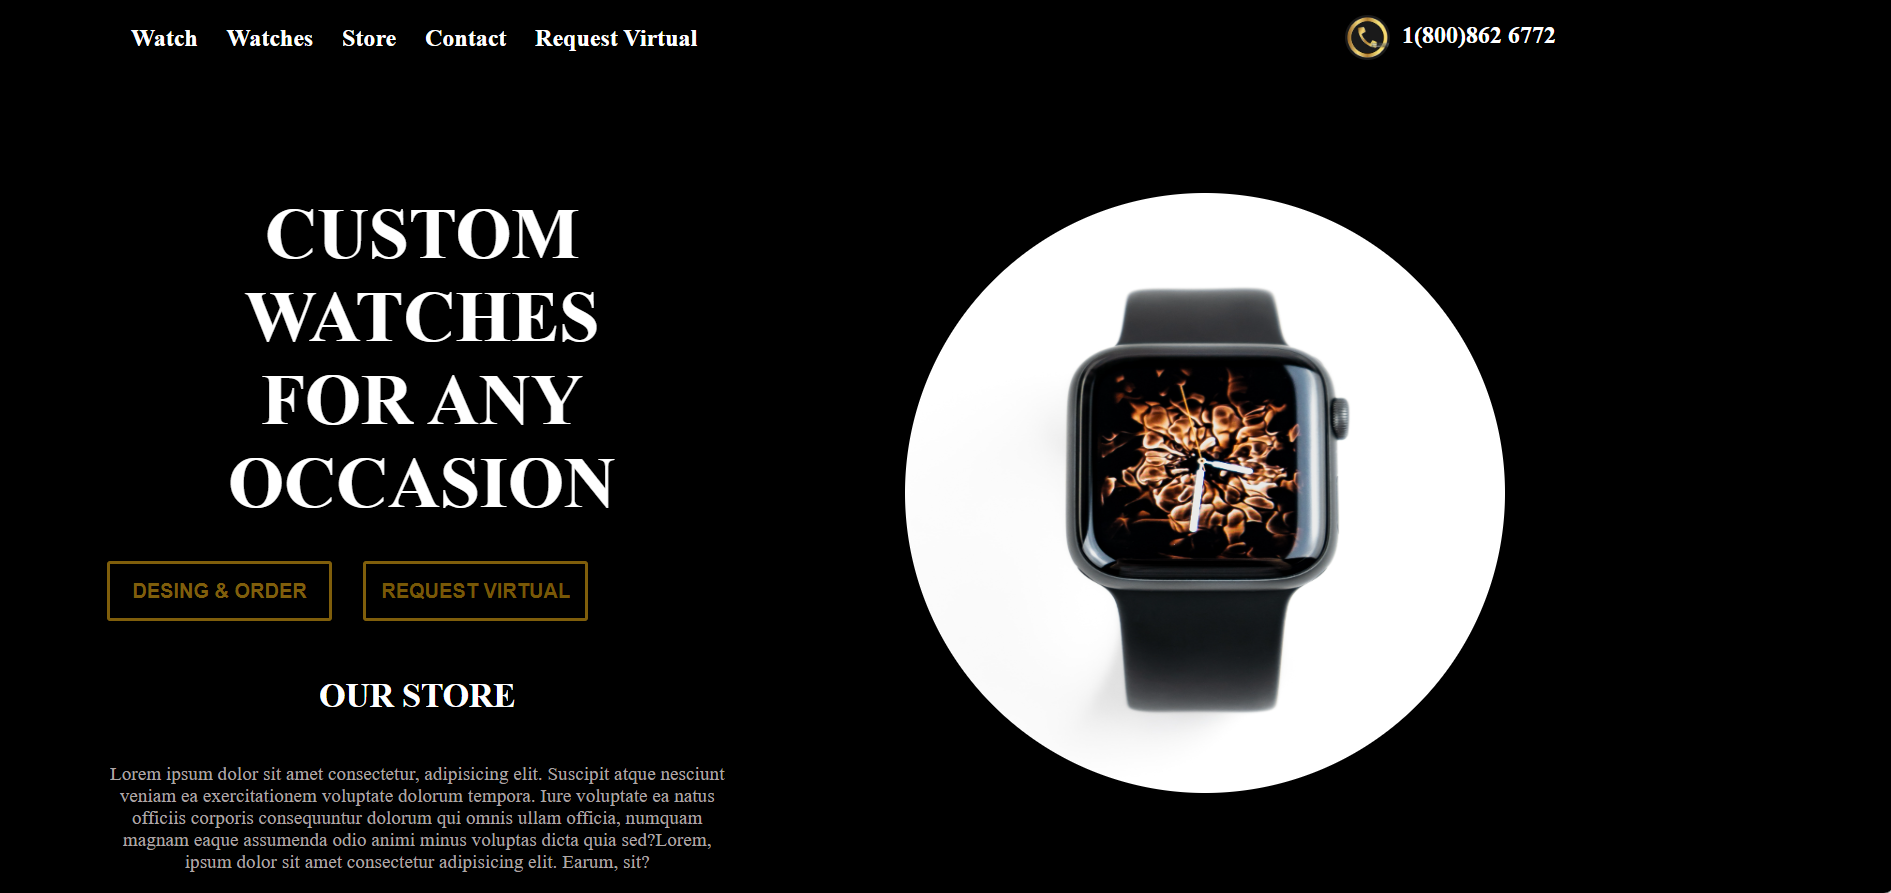 Watch Watches Store Contact Request Virtual 1(800)862 6772
CUSTOM
WATCHES
FOR ANY
OCCASION
DESING & ORDER REQUEST VIRTUAL
OUR STORE
Lorem ipsum dolor sit amet consectetur, adipisicing elit. Suscipit atque nesciunt
veniam ea exercitationem voluptate dolorum tempora. Iure voluptate ea natus
officiis corporis consequuntur dolorum qui omnis ullam officia, numquam
magnam eaque assumenda odio animi minus voluptas dicta quia sed?Lorem,
ipsum dolor sit amet consectetur adipisicing elit. Earum, sit?